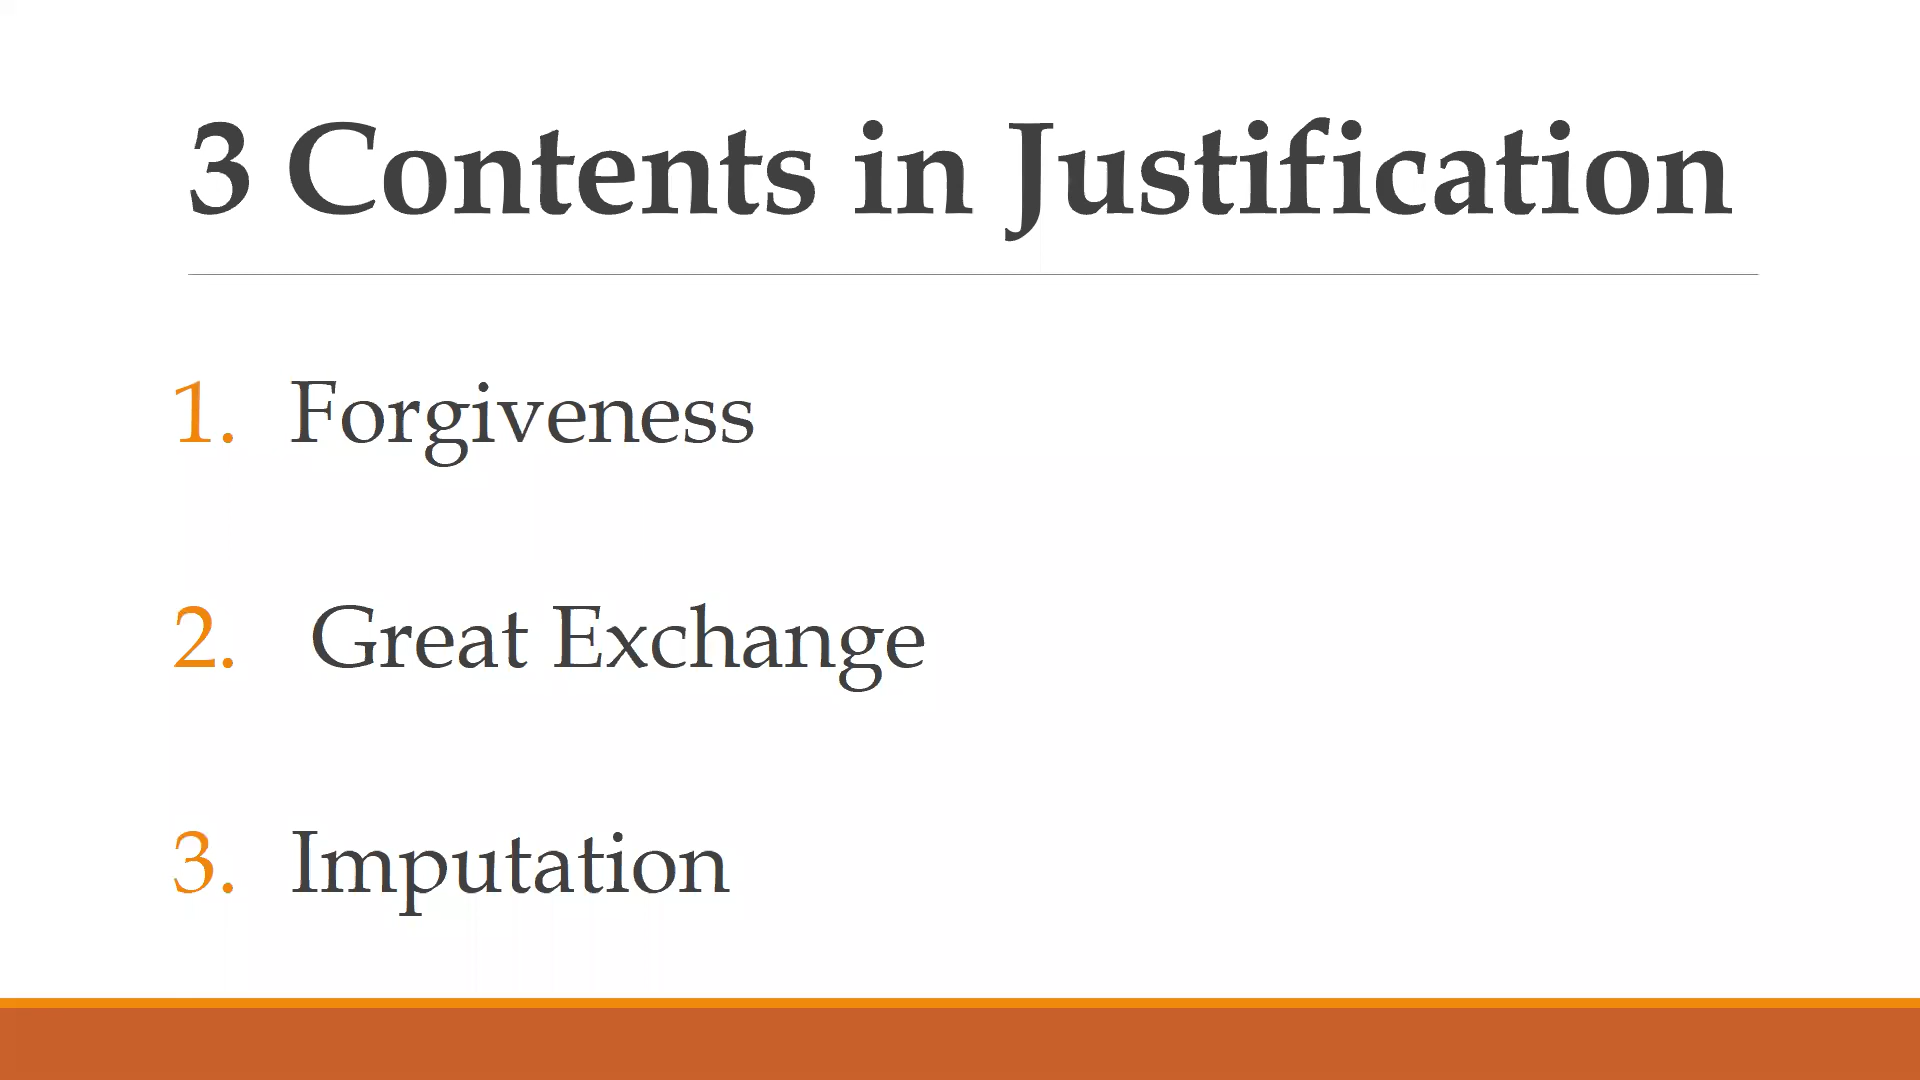 3 Contents in Justification
1. Forgiveness
2. Great Exchange
3. Imputation